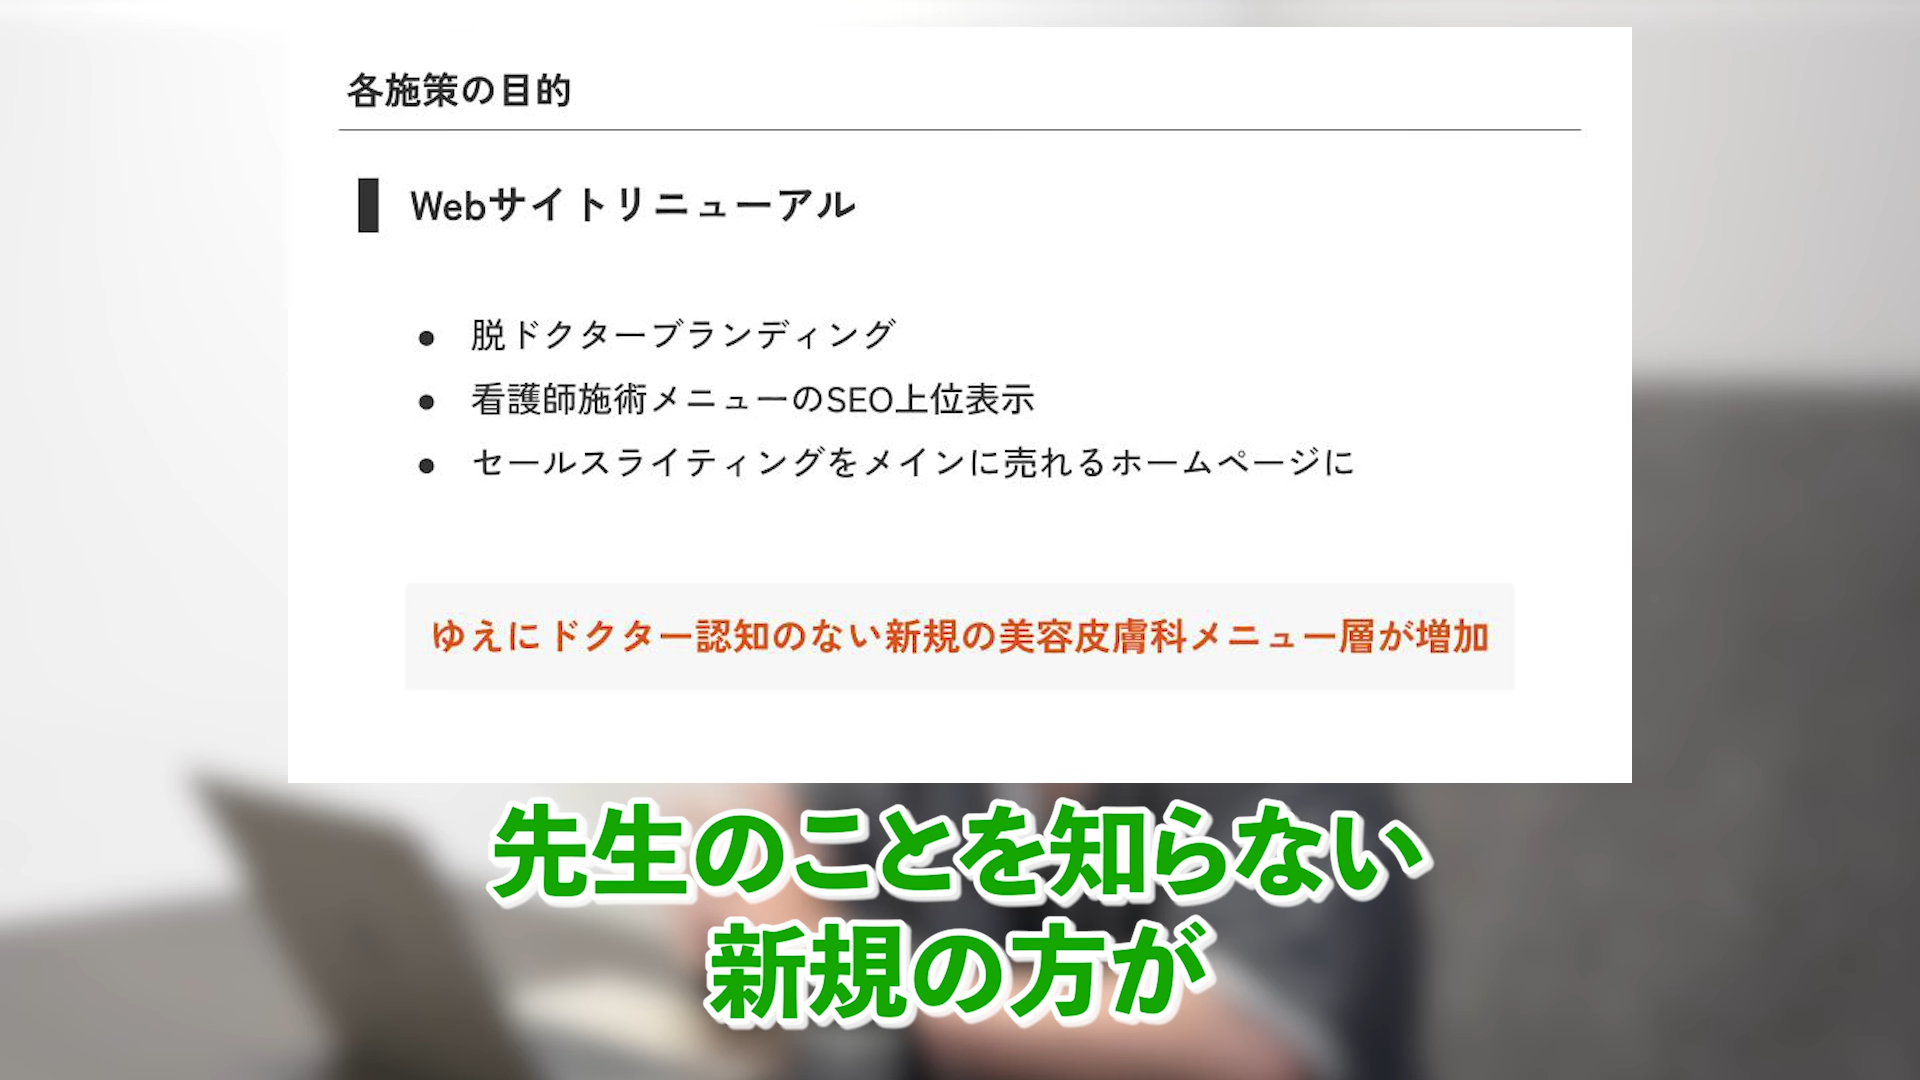 各施策の目的
Webサイトリニューアル
● 脱ドクターブランディング
● 看護師施術メニューのSEO上位表示
● セールスライティングをメインに売れるホームページに
ゆえにドクター認知のない新規の美容皮膚科メニュー層が増加
先生のことを知らない
新規の方が